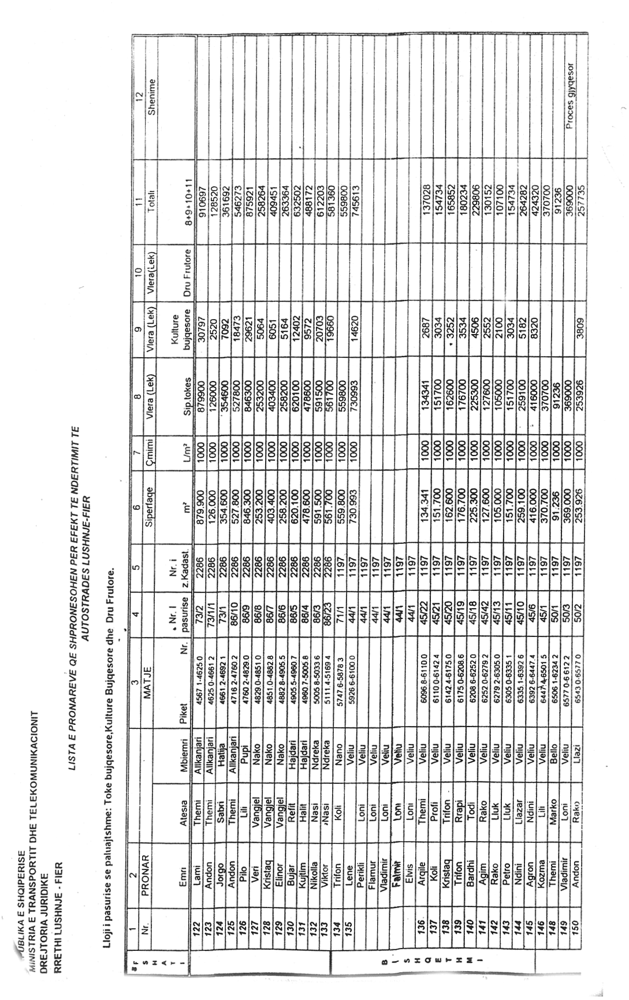 UBLIKA E SHQIPERISE
MINISTRIA E TRANSPORTIT DHE TELEKOMUNIKACIONIT
DREJTORIA JURIDIKE
RRETHI LUSHNJE - FIER
LISTA E PRONAREVE QE SHPRONESOHEN PER EFEKT TE NDERTIMIT TE
AUTOSTRADES LUSHNJE-FIER
Lloji i pasurise se paluajtshme: Toke bujqesore,Kulture Bujqesore dhe Dru Frutore.
1 2 3 4 5 6 7 8 9 10 11 12
Nr. PRONAR MATJE Siperfaqe Çmimi Vlera (Lek) Vlera (Lek) Vlera(Lek) Totali Shenime
SHATI Emri Atesia Mbiemri Piket Nr. Nr. I pasurise Nr. i z.Kadast. m² L/m² Sip.tokes Kulture bujqesore Dru Frutore 8+9+10+11
122 Lami Themi Allkanjari 4567 1-4625 0 73/2 2286 879.900 1000 879900 30797 910697
123 Andon Themi Allkanjari 4625 0-4661 2 73/1/1 2286 126.000 1000 126000 2520 128520
124 Jorgo Sabri Hatija 4661 2-4692 1 73/1 2286 354.600 1000 354600 7092 361692
125 Andon Themi Allkanjari 4716 2-4760 2 86/10 2286 527.800 1000 527800 18473 546273
126 Pilo Lili Pupi 4760 2-4829.0 86/9 2286 846.300 1000 846300 29621 875921
127 Veri Vangjel Nako 4829 0-4851.0 86/8 2286 253.200 1000 253200 5064 258264
128 Kristaq Vangjel Nako 4851.0-4882.8 86/7 2286 403.400 1000 403400 6051 409451
129 Elinor Vangjel Nako 4882 8-4905.5 86/6 2286 258.200 1000 258200 5164 263364
130 Bujar Refit Hajdari 4905 5-4960.7 86/5 2286 620.100 1000 620100 12402 632502
131 Kujtim Halit Hajdari 4960 7-5005.8 86/4 2286 478.600 1000 478600 9572 488172
132 Nikolla Nasi Ndreka 5005 8-5033 6 86/3 2286 591.500 1000 591500 20703 612203
133 Viktor Nasi Ndreka 5111.4-5169 4 86/23 2286 561.700 1000 561700 19660 581360
134 Trifon Koli Nano 5747.6-5878 3 71/1 1197 559.800 1000 559800 559800
135 Lene Veliu 5926 6-6100 0 44/1 1197 730.993 1000 730993 14620 745613
Perikli Loni Veliu 44/1 1197
Flamur Loni Veliu 44/1 1197
Vladimir Loni Veliu 44/1 1197
Loni Veliu 44/1 1197
Elvis Loni Veliu 44/1 1197
BISHQETHMI
136. Argile Themi Veliu 6096.8-6110.0 45/22 1197 134.341 1000 134341 2687 137028
137 Koli Profi Veliu 6110 0-6142 4 45/21 1197 151.700 1000 151700 3034 154734
138 Kristaq Trifon Veliu 6142.4-6175.0 45/20 1197 162.600 1000 162600 3252 165852
139 Trifon Rrapi Veliu 6175 0-6208.6 45/19 1197 176.700 1000 176700 3534 180234
140 Bardhi Todi Veliu 6208 6-6252.0 45/18 1197 225.300 1000 225300 4506 229806
141 Agim Rako Veliu 6252 0-6279 2 45/42 1197 127.600 1000 127600 2552 130152
142 Rako Lluk Veliu 6279 2-6305.0 45/13 1197 105.000 1000 105000 2100 107100
143 Petro Lluk Veliu 6305 0-6335 1 45/11 1197 151.700 1000 151700 3034 154734
144 Ndini Llazar Veliu 6335.1-6392 6 45/10 1197 259.100 1000 259100 5182 264282
145 Agron Ndini Veliu 6392 6-6447.4 45/6 1197 416.000 1000 416000 8320 424320
146 Kozma Lili Veliu 6447.4-6501 5 45/1 1197 370.700 1000 370700 370700
148 Themi Marko Bello 6506 1-6234 2 50/1 1197 91.236 1000 91236 91236
149 Vladimir Loni Veliu 6577 0-6 612 2 50/3 1197 369.000 1000 369000 369000 Proces gjyqesor
150 Andon Rako Llazi 6543 0-6577 0 50/2 1197 253.926 1000 253926 3809 257735